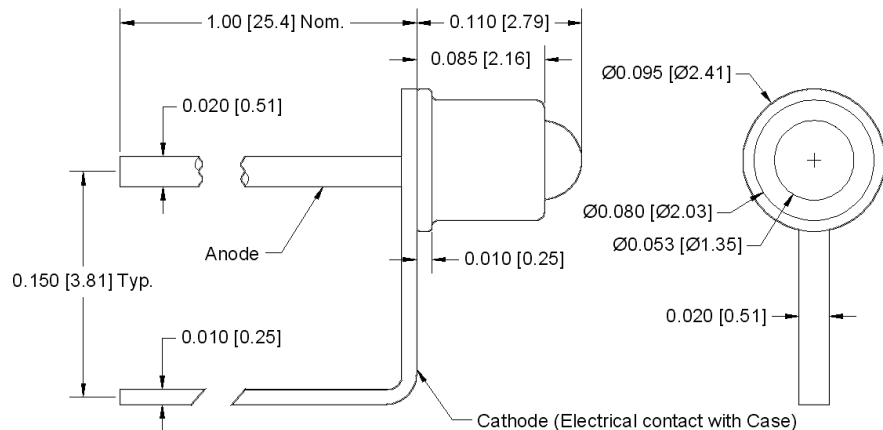 1.00 [25.4] Nom.
0.110 [2.79]
0.085 [2.16]
Ø0.095 [Ø2.41]
0.020 [0.51]
Ø0.080 [Ø2.03]
Ø0.053 [Ø1.35]
Anode
0.010 [0.25]
0.150 [3.81] Typ.
0.020 [0.51]
0.010 [0.25]
Cathode (Electrical contact with Case)